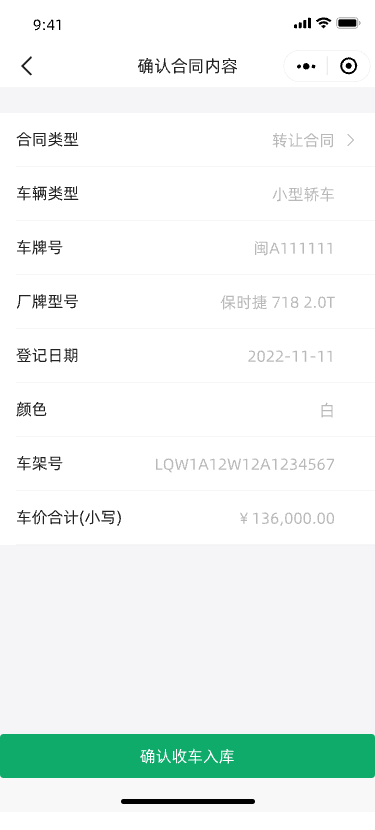 9:41
确认合同内容
合同类型 转让合同
车辆类型 小型轿车
车牌号 闽A111111
厂牌型号 保时捷 718 2.0T
登记日期 2022-11-11
颜色 白
车架号 LQW1A12W12A1234567
车价合计(小写) ¥136,000.00
确认收车入库